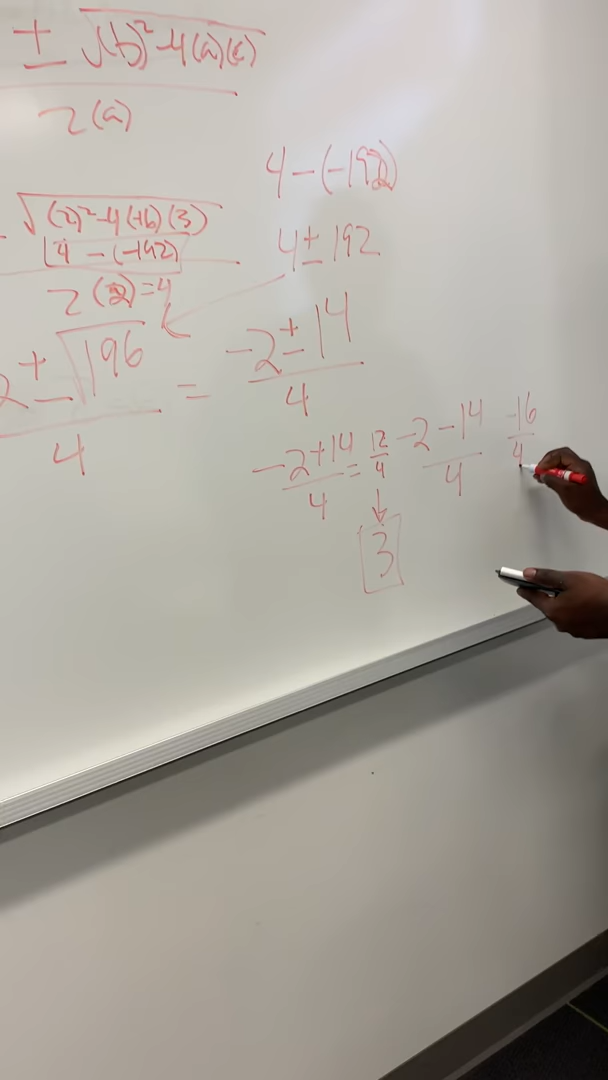 ± √(b)²-4(a)(c)
2(a)
4-(-192)
√(2)²-4(-16)(3)
4-(-192)
4±192
2(2)=4
2±√196 = -2±14
4 4
-2+14 = 12 -2-14 -16
4 4 4 4
3